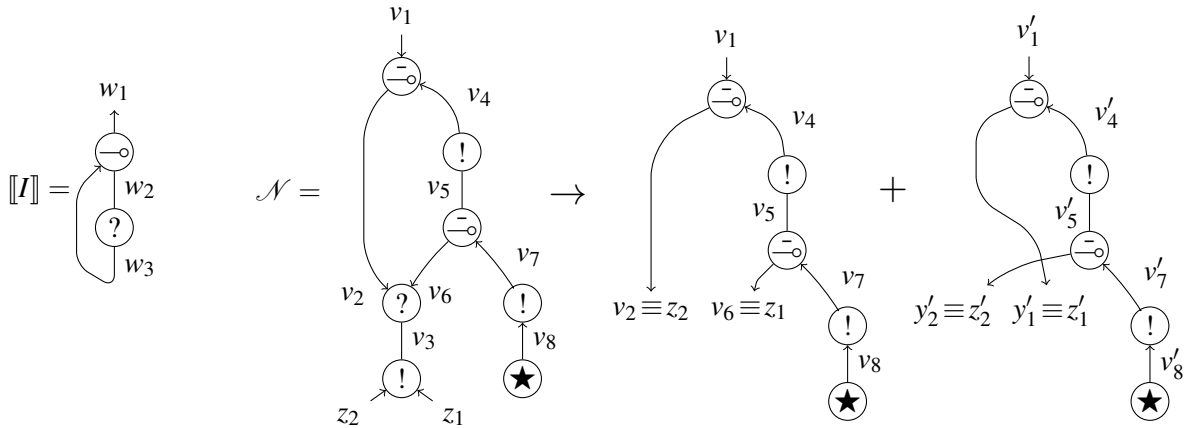 v₁ v₁ v′₁
w₁ v₄ v₄ v′₄
! ! !
⟦I⟧ = w₂ 𝒩 = v₅ → v₅ + v′₅
? w₃ v₇ v₇ v′₇
v₂ ? v₆ ! v₂ ≡ z₂ v₆ ≡ z₁ ! y′₂ ≡ z′₂ y′₁ ≡ z′₁ !
v₃ v₈ v₈ v′₈
! ★ ★ ★
z₂ z₁